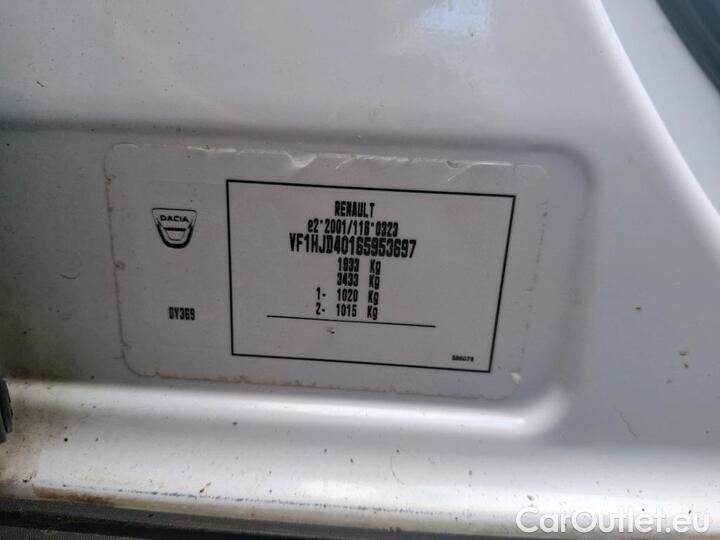 DACIA
RENAULT
e2*2001/116*0323
VF1HJD40165953697
1933 Kg
3433 Kg
1- 1020 Kg
2- 1015 Kg
DV369
586079
CarOutlet.eu